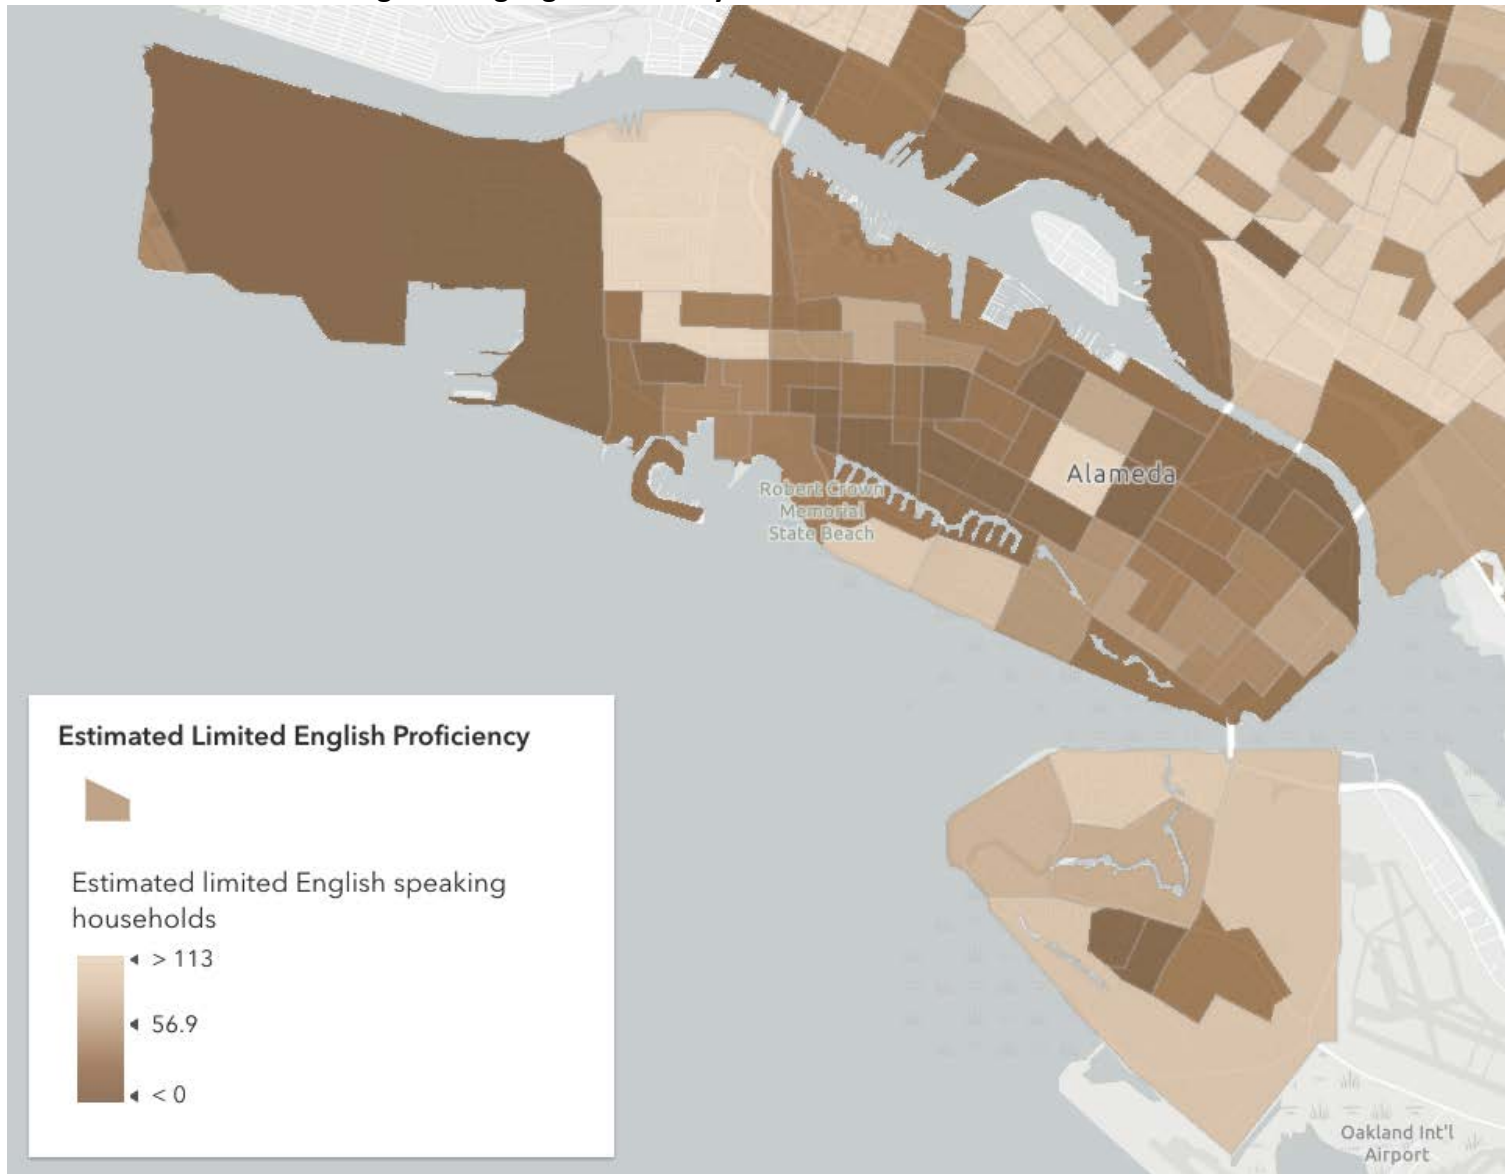 Alameda
Robert Crown
Memorial
State Beach
Estimated Limited English Proficiency
Estimated limited English speaking
households
> 113
56.9
< 0
Oakland Int'l
Airport